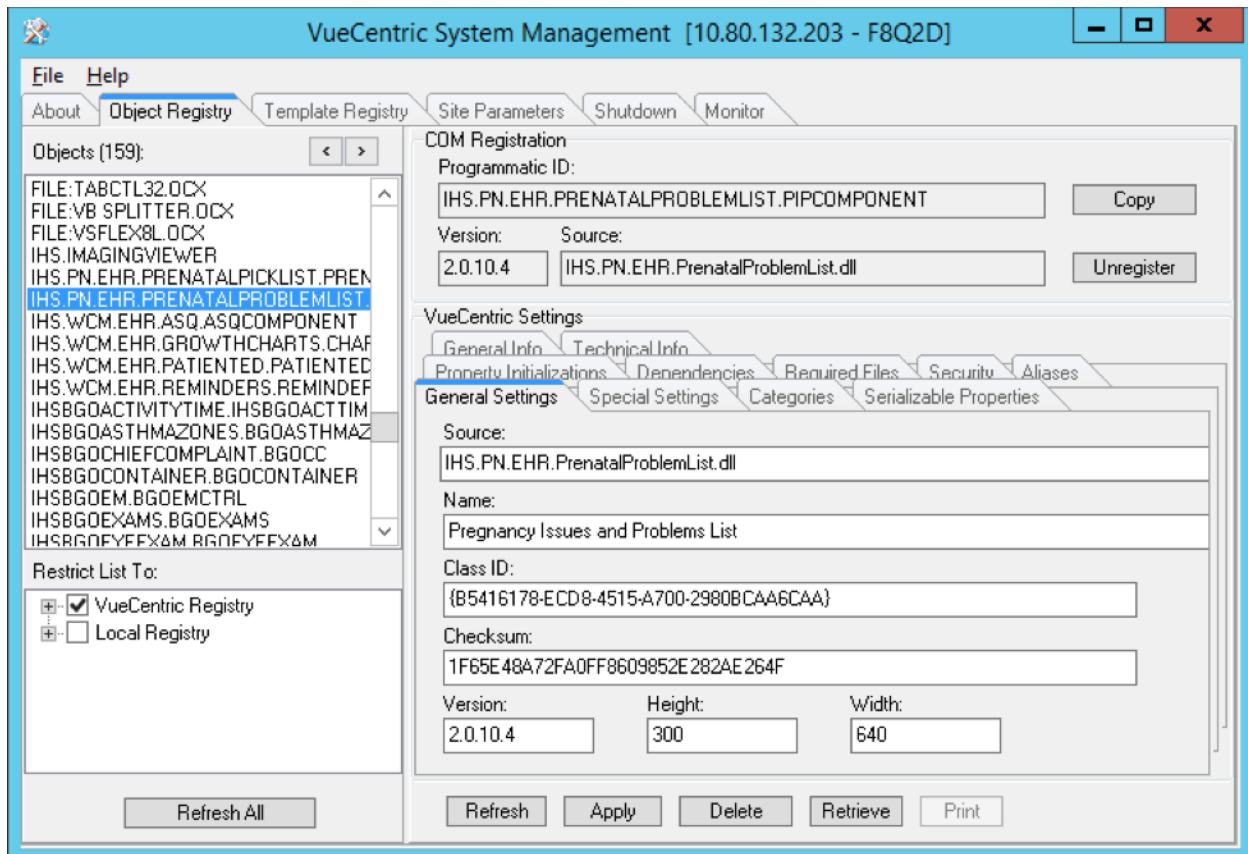 VueCentric System Management [10.80.132.203 - F8Q2D]
File Help
About Object Registry Template Registry Site Parameters Shutdown Monitor
Objects (159):
< >
FILE:TABCTL32.OCX
FILE:VB SPLITTER.OCX
FILE:VSFLEX8L.OCX
IHS.IMAGINGVIEWER
IHS.PN.EHR.PRENATALPICKLIST.PREN
IHS.PN.EHR.PRENATALPROBLEMLIST.
IHS.WCM.EHR.ASQ.ASQCOMPONENT
IHS.WCM.EHR.GROWTHCHARTS.CHAR
IHS.WCM.EHR.PATIENTED.PATIENTED
IHS.WCM.EHR.REMINDERS.REMINDER
IHSBGOACTIVITYTIME.IHSBGOACTTIM
IHSBGOASTHMAZONES.BGOASTHMAZ
IHSBGOCHIEFCOMPLAINT.BGOCC
IHSBGOCONTAINER.BGOCONTAINER
IHSBGOEM.BGOEMCTRL
IHSBGOEXAMS.BGOEXAMS
IHSBGOEYEEXAM.BGOEYEEXAM
Restrict List To:
VueCentric Registry
Local Registry
Refresh All
COM Registration
Programmatic ID:
IHS.PN.EHR.PRENATALPROBLEMLIST.PIPCOMPONENT
Copy
Version: Source:
2.0.10.4 IHS.PN.EHR.PrenatalProblemList.dll
Unregister
VueCentric Settings
General Info Technical Info
Property Initializations Dependencies Required Files Security Aliases
General Settings Special Settings Categories Serializable Properties
Source:
IHS.PN.EHR.PrenatalProblemList.dll
Name:
Pregnancy Issues and Problems List
Class ID:
{B5416178-ECD8-4515-A700-2980BCAA6CAA}
Checksum:
1F65E48A72FA0FF8609852E282AE264F
Version: Height: Width:
2.0.10.4 300 640
Refresh Apply Delete Retrieve Print